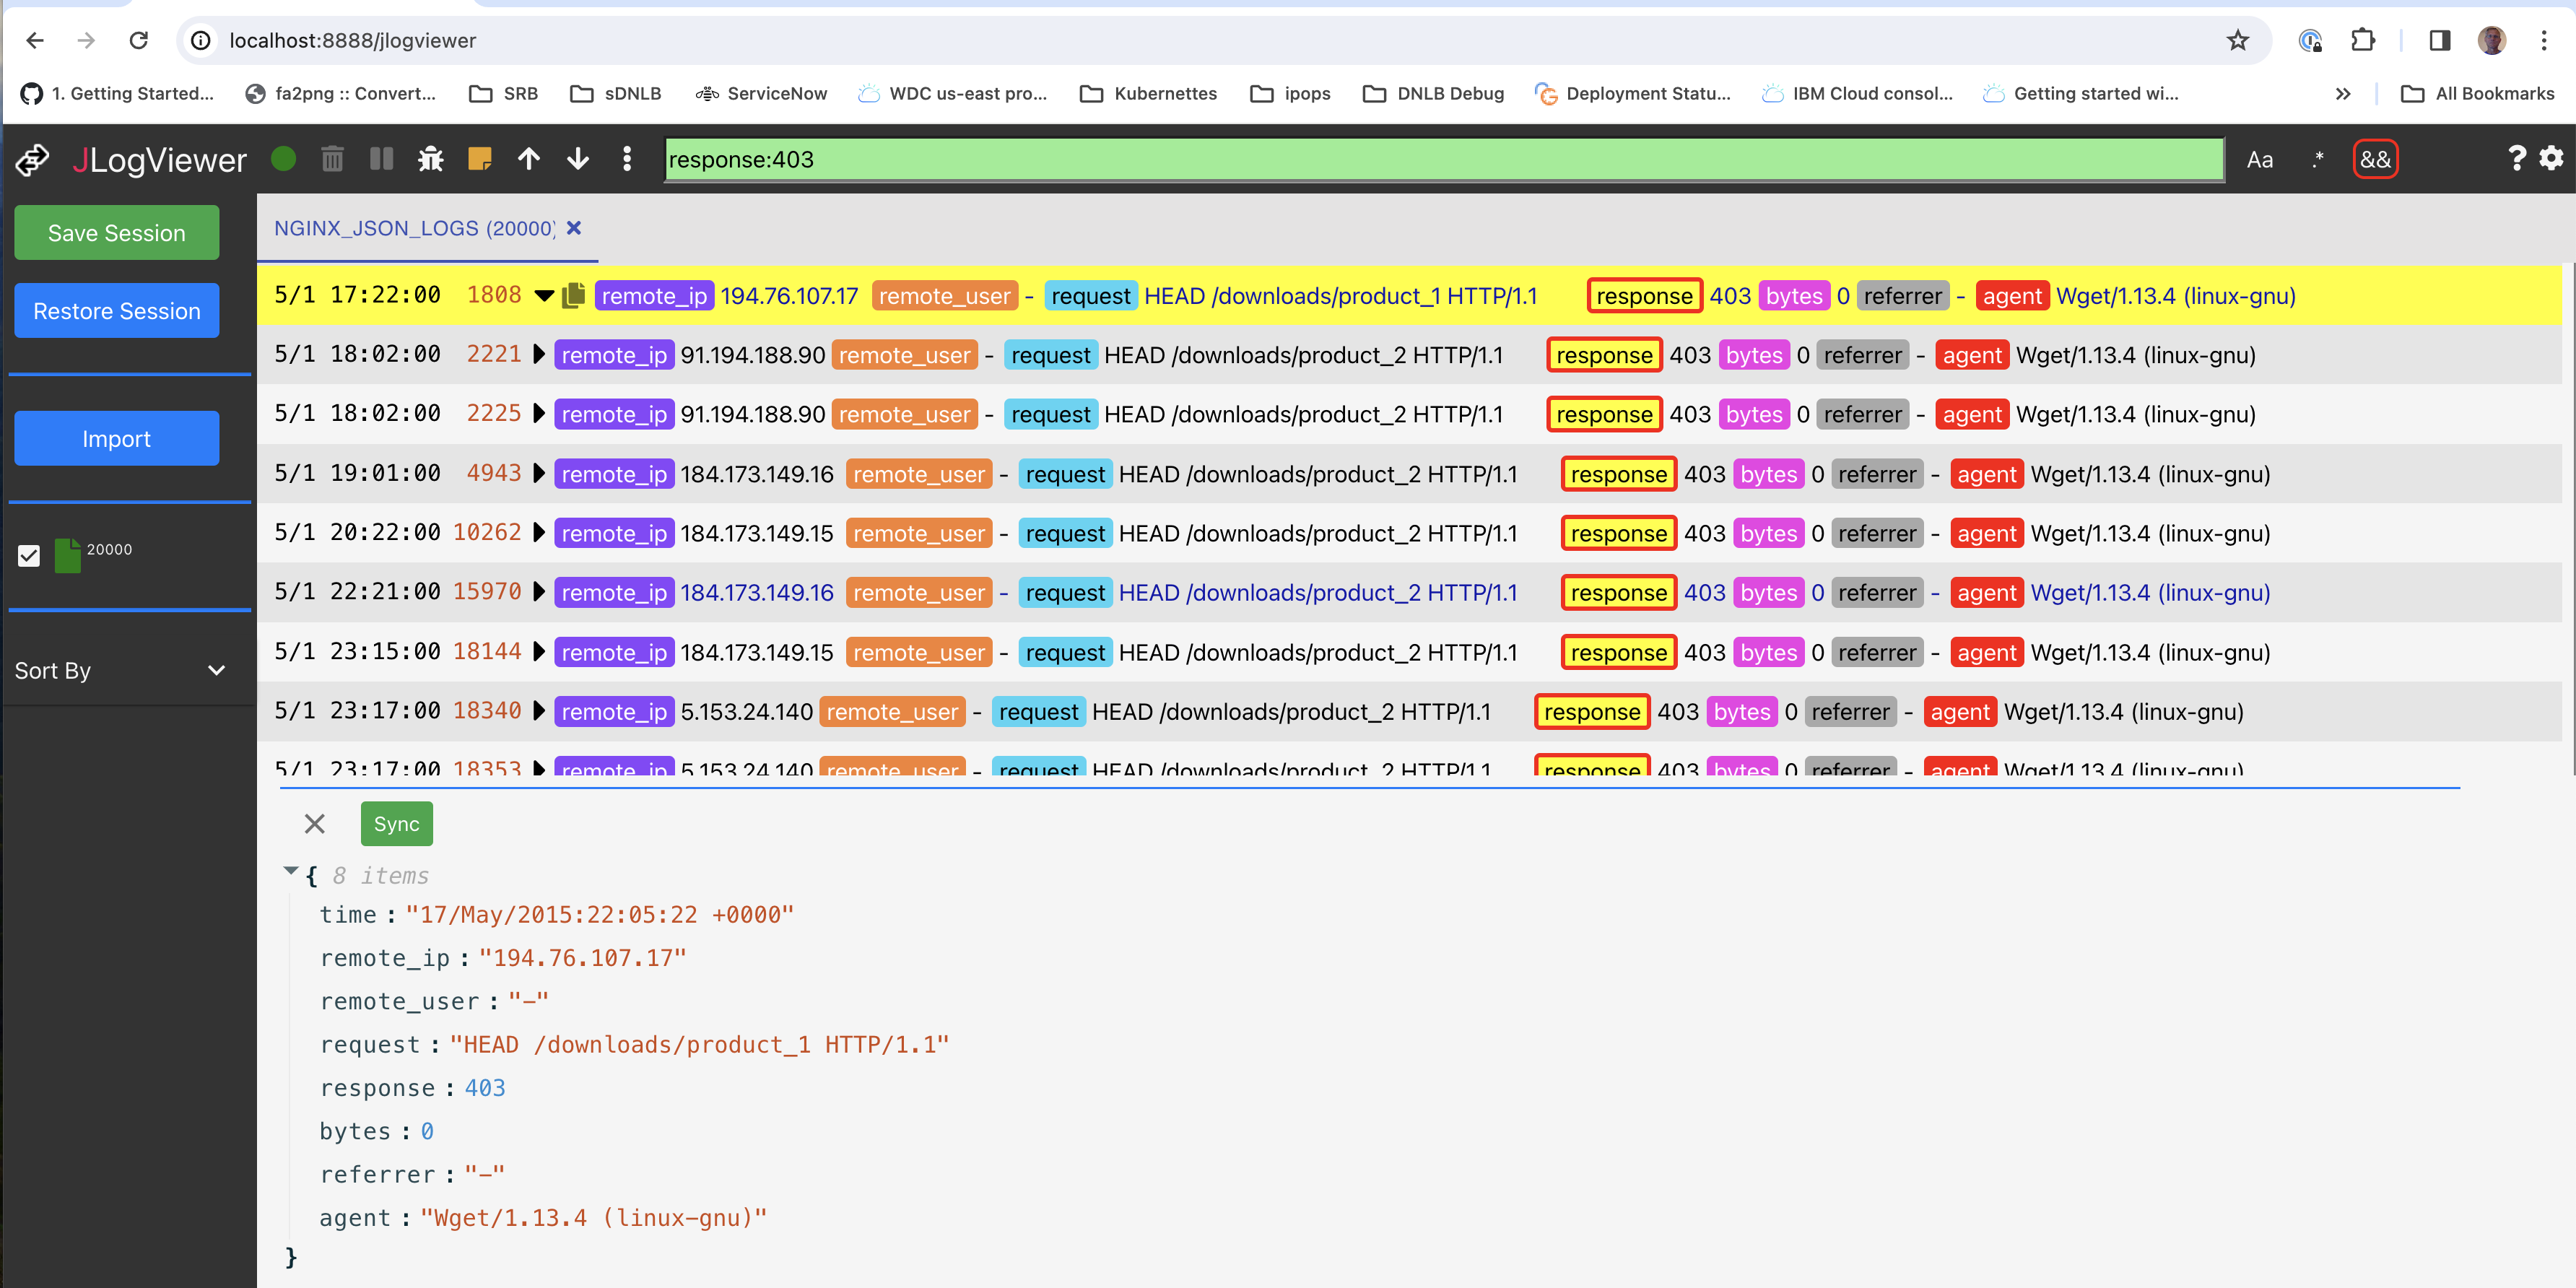 localhost:8888/jlogviewer
1. Getting Started... fa2png :: Convert... SRB sDNLB ServiceNow WDC us-east pro... Kubernettes ipops DNLB Debug Deployment Statu... IBM Cloud consol... Getting started wi... » All Bookmarks
JLogViewer response:403 Aa .* && ?
Save Session
Restore Session
Import
20000
Sort By
NGINX_JSON_LOGS (20000)
5/1 17:22:00 1808 remote_ip 194.76.107.17 remote_user - request HEAD /downloads/product_1 HTTP/1.1 response 403 bytes 0 referrer - agent Wget/1.13.4 (linux-gnu)
5/1 18:02:00 2221 remote_ip 91.194.188.90 remote_user - request HEAD /downloads/product_2 HTTP/1.1 response 403 bytes 0 referrer - agent Wget/1.13.4 (linux-gnu)
5/1 18:02:00 2225 remote_ip 91.194.188.90 remote_user - request HEAD /downloads/product_2 HTTP/1.1 response 403 bytes 0 referrer - agent Wget/1.13.4 (linux-gnu)
5/1 19:01:00 4943 remote_ip 184.173.149.16 remote_user - request HEAD /downloads/product_2 HTTP/1.1 response 403 bytes 0 referrer - agent Wget/1.13.4 (linux-gnu)
5/1 20:22:00 10262 remote_ip 184.173.149.15 remote_user - request HEAD /downloads/product_2 HTTP/1.1 response 403 bytes 0 referrer - agent Wget/1.13.4 (linux-gnu)
5/1 22:21:00 15970 remote_ip 184.173.149.16 remote_user - request HEAD /downloads/product_2 HTTP/1.1 response 403 bytes 0 referrer - agent Wget/1.13.4 (linux-gnu)
5/1 23:15:00 18144 remote_ip 184.173.149.15 remote_user - request HEAD /downloads/product_2 HTTP/1.1 response 403 bytes 0 referrer - agent Wget/1.13.4 (linux-gnu)
5/1 23:17:00 18340 remote_ip 5.153.24.140 remote_user - request HEAD /downloads/product_2 HTTP/1.1 response 403 bytes 0 referrer - agent Wget/1.13.4 (linux-gnu)
5/1 23:17:00 18353 remote_ip 5.153.24.140 remote_user - request HEAD /downloads/product_2 HTTP/1.1 response 403 bytes 0 referrer - agent Wget/1.13.4 (linux-gnu)
Sync
{ 8 items
time : "17/May/2015:22:05:22 +0000"
remote_ip : "194.76.107.17"
remote_user : "-"
request : "HEAD /downloads/product_1 HTTP/1.1"
response : 403
bytes : 0
referrer : "-"
agent : "Wget/1.13.4 (linux-gnu)"
}